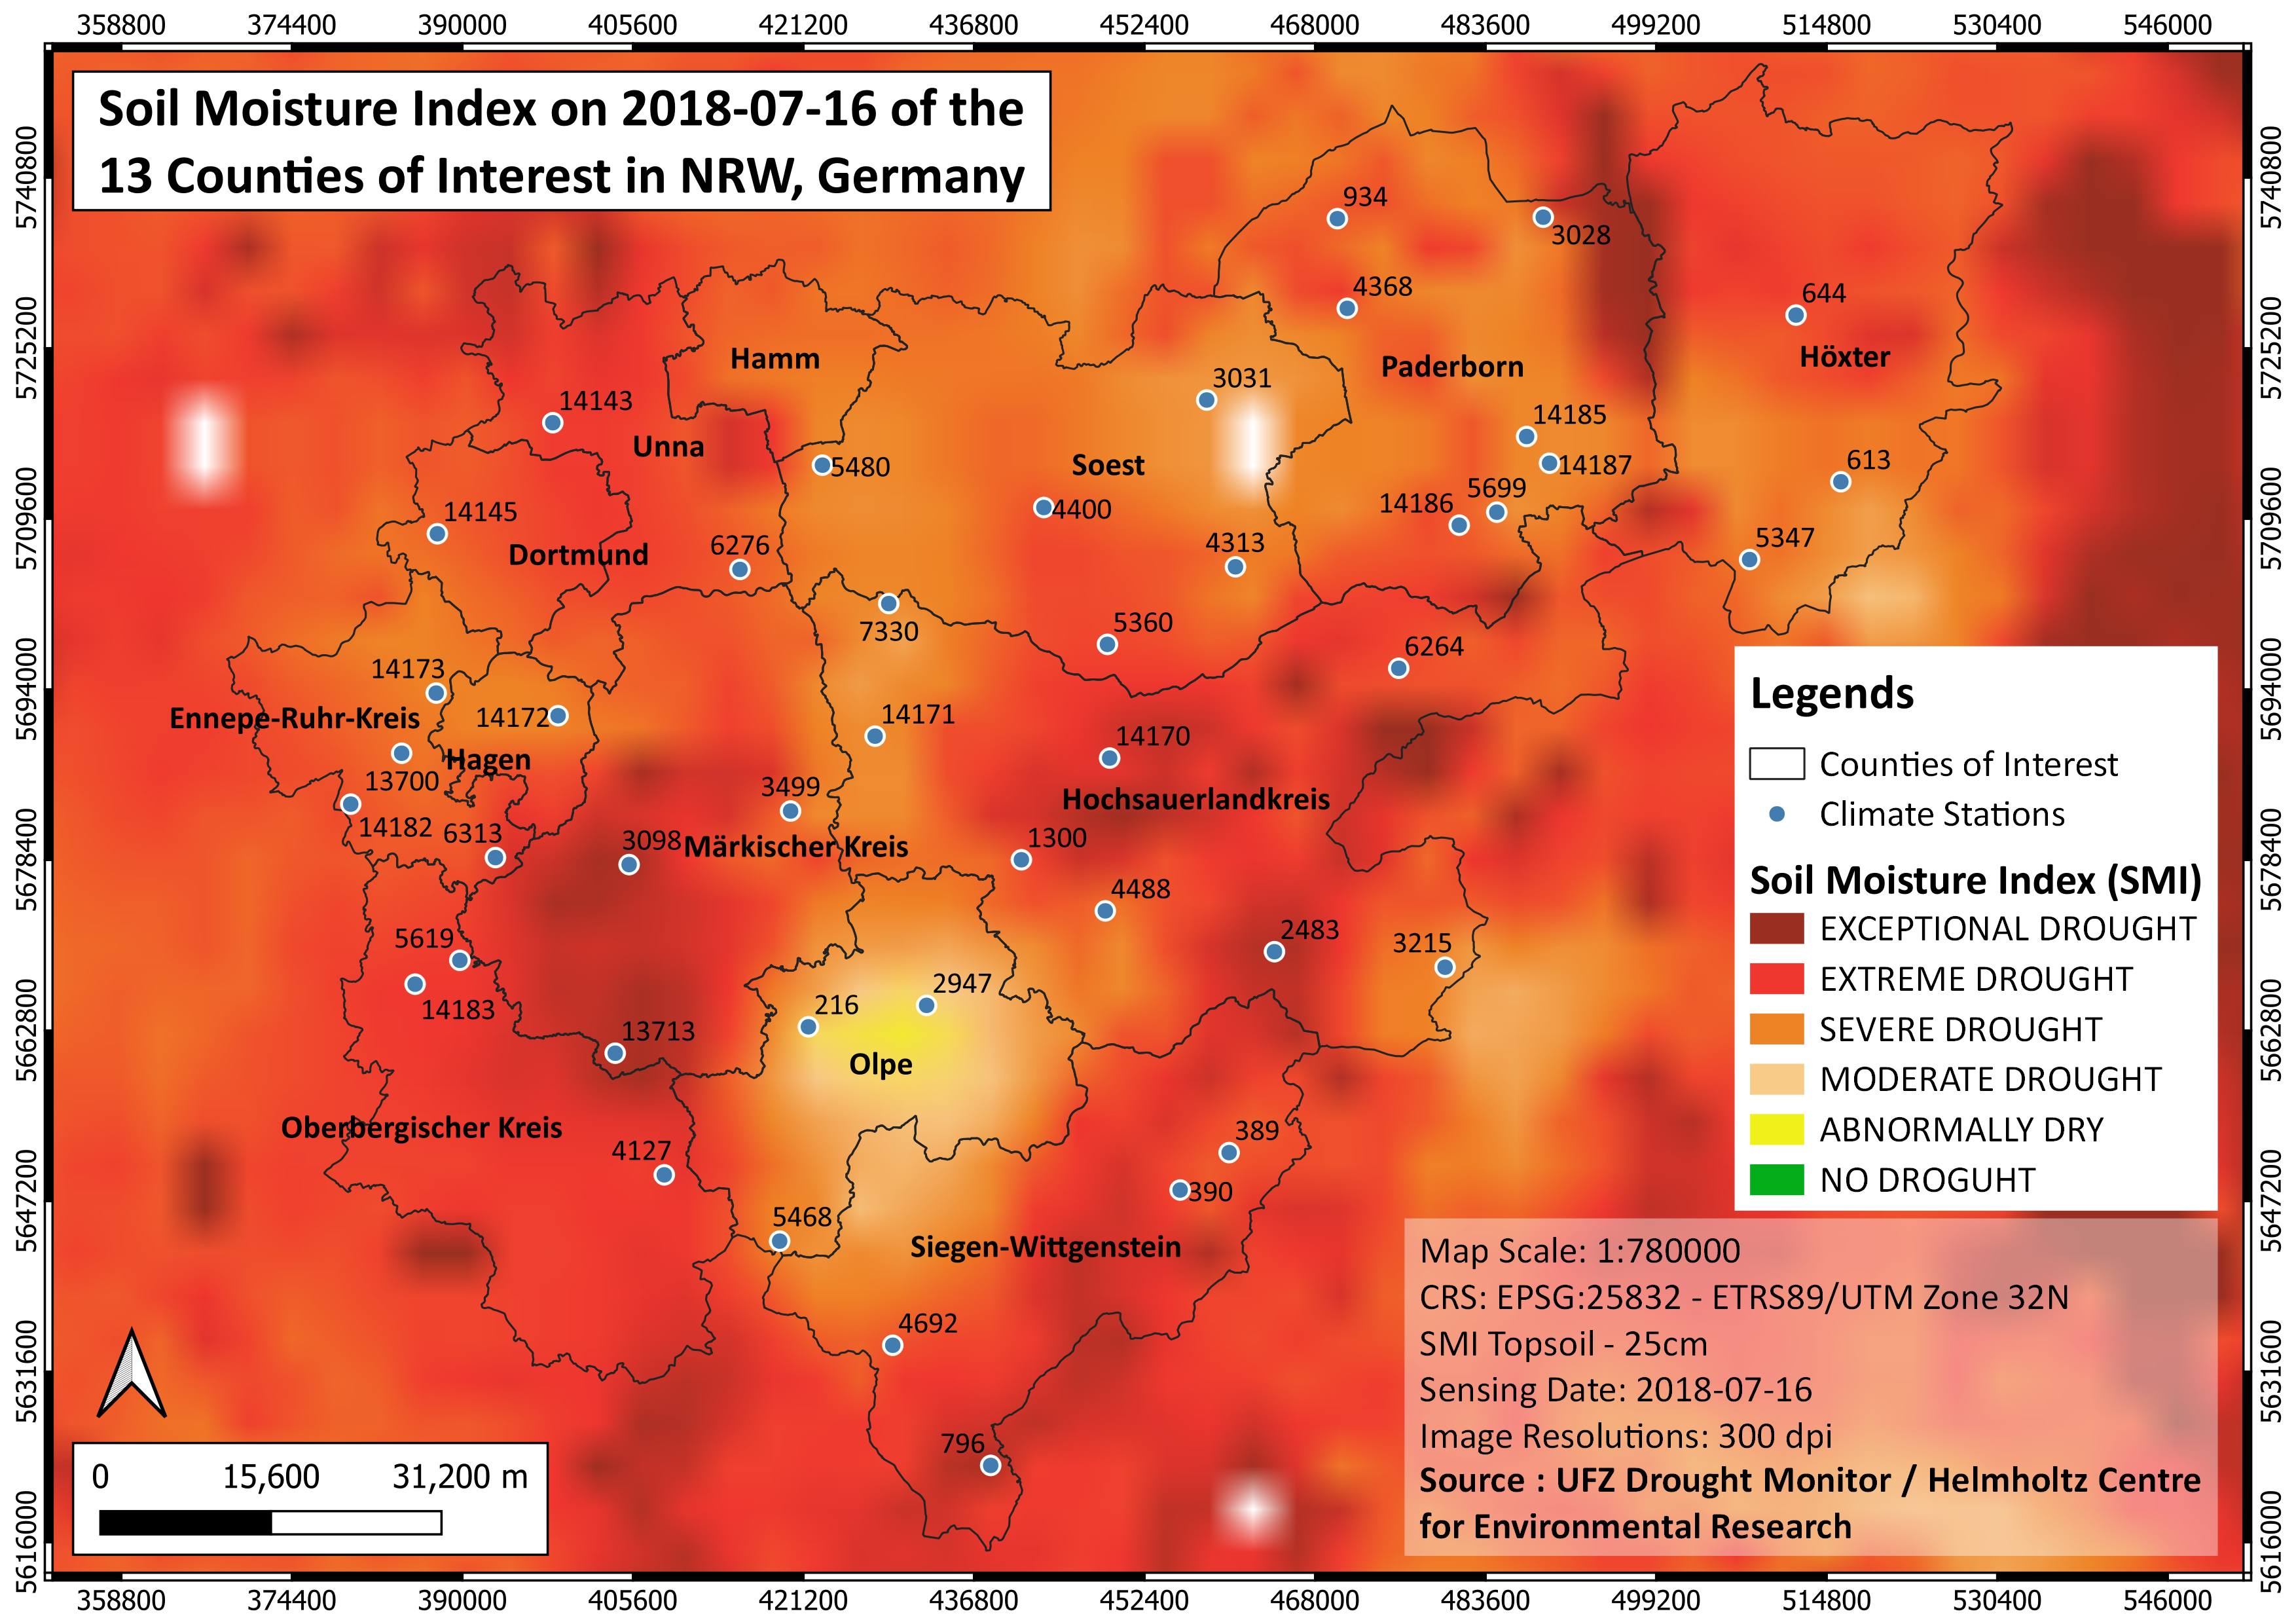 358800 374400 390000 405600 421200 436800 452400 468000 483600 499200 514800 530400 546000
Soil Moisture Index on 2018-07-16 of the
13 Counties of Interest in NRW, Germany
5740800
5725200
5709600
5694000
5678400
5662800
5647200
5631600
5616000
5740800
5725200
5709600
5694000
5678400
5662800
5647200
5631600
5616000
934
3028
4368
644
Hamm
Paderborn
Höxter
3031
14143
14185
Unna
5480
Soest
14187
613
14145
4400
14186
5699
Dortmund
6276
4313
5347
7330
5360
6264
14173
Ennepe-Ruhr-Kreis
14172
14171
14170
Hagen
13700
3499
Hochsauerlandkreis
14182
6313
3098
Märkischer Kreis
1300
4488
5619
2483
3215
14183
216
2947
13713
Olpe
Oberbergischer Kreis
4127
389
390
5468
Siegen-Wittgenstein
4692
796
Legends
Counties of Interest
Climate Stations
Soil Moisture Index (SMI)
EXCEPTIONAL DROUGHT
EXTREME DROUGHT
SEVERE DROUGHT
MODERATE DROUGHT
ABNORMALLY DRY
NO DROGUHT
Map Scale: 1:780000
CRS: EPSG:25832 - ETRS89/UTM Zone 32N
SMI Topsoil - 25cm
Sensing Date: 2018-07-16
Image Resolutions: 300 dpi
Source : UFZ Drought Monitor / Helmholtz Centre
for Environmental Research
0 15,600 31,200 m
358800 374400 390000 405600 421200 436800 452400 468000 483600 499200 514800 530400 546000